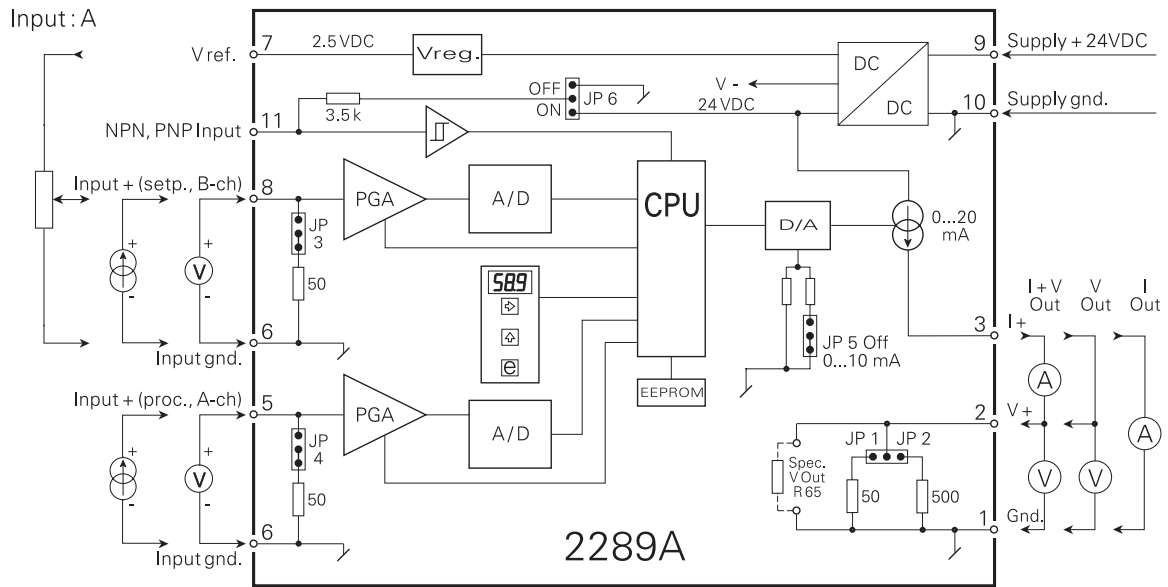 Input : A
V ref.
7
2.5 VDC
Vreg.
DC
DC
9
Supply + 24VDC
V -
OFF
ON
JP 6
24 VDC
10
Supply gnd.
3.5 k
11
NPN, PNP Input
Input + (setp., B-ch)
8
PGA
A/D
CPU
D/A
0...20
mA
JP
3
50
+
-
V
+
-
6
Input gnd.
58.9
e
EEPROM
JP 5 Off
0...10 mA
3
I +
I + V
Out
V
Out
I
Out
A
Input + (proc., A-ch)
5
PGA
A/D
JP
4
50
+
-
V
+
-
6
Input gnd.
2
V +
JP 1
JP 2
Spec.
V Out
R 65
50
500
V
V
A
1
Gnd.
2289A